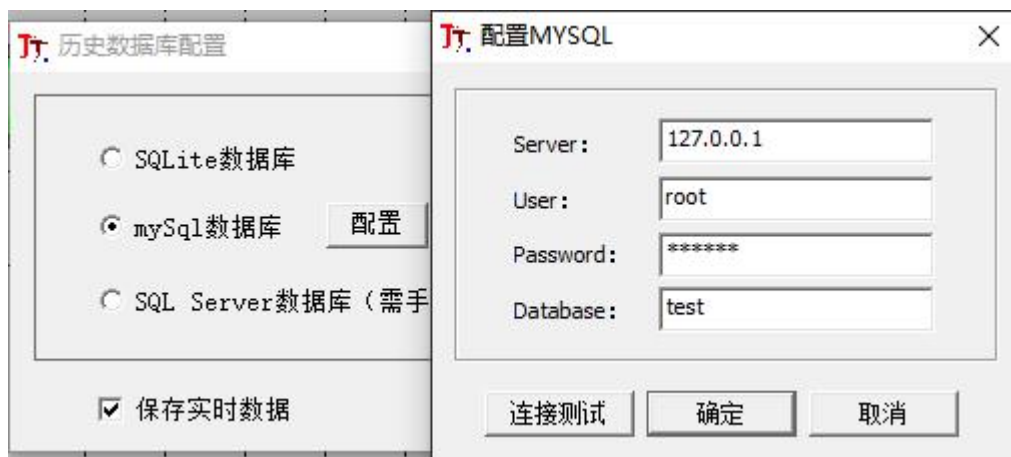 历史数据库配置
SQLite数据库
mySql数据库
配置
SQL Server数据库（需手
保存实时数据
配置MYSQL
Server:
127.0.0.1
User:
root
Password:
******
Database:
test
连接测试
确定
取消